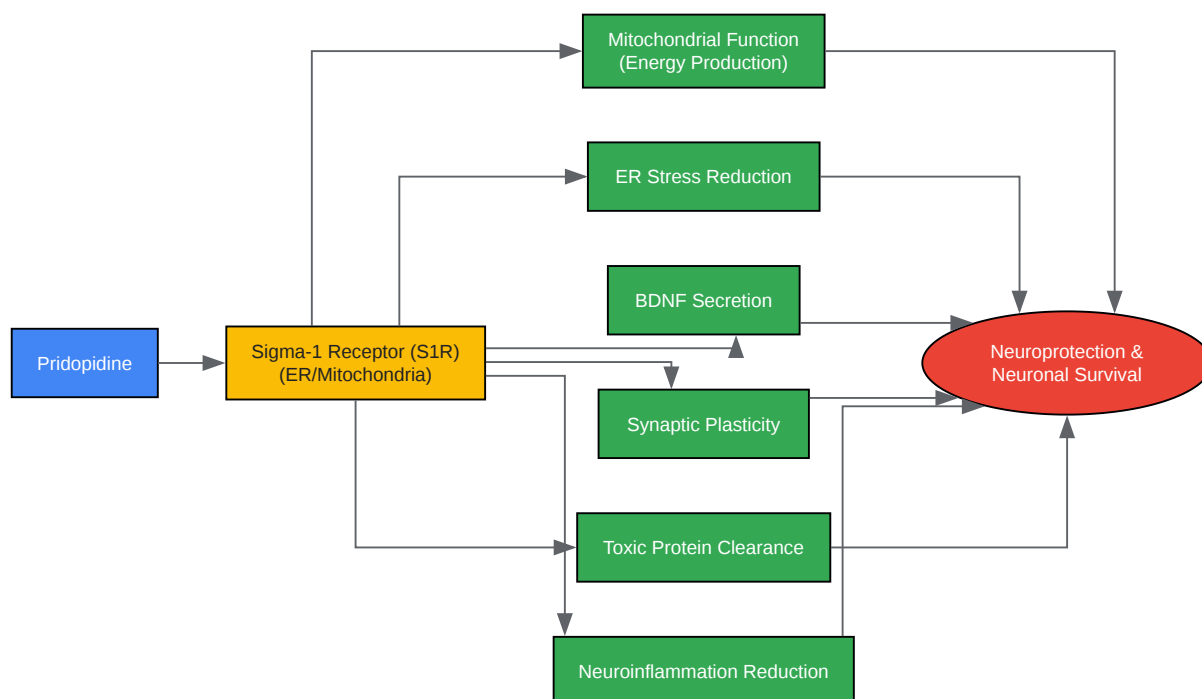 Mitochondrial Function
(Energy Production)
ER Stress Reduction
BDNF Secretion
Pridopidine
Sigma-1 Receptor (S1R)
(ER/Mitochondria)
Neuroprotection &
Neuronal Survival
Synaptic Plasticity
Toxic Protein Clearance
Neuroinflammation Reduction